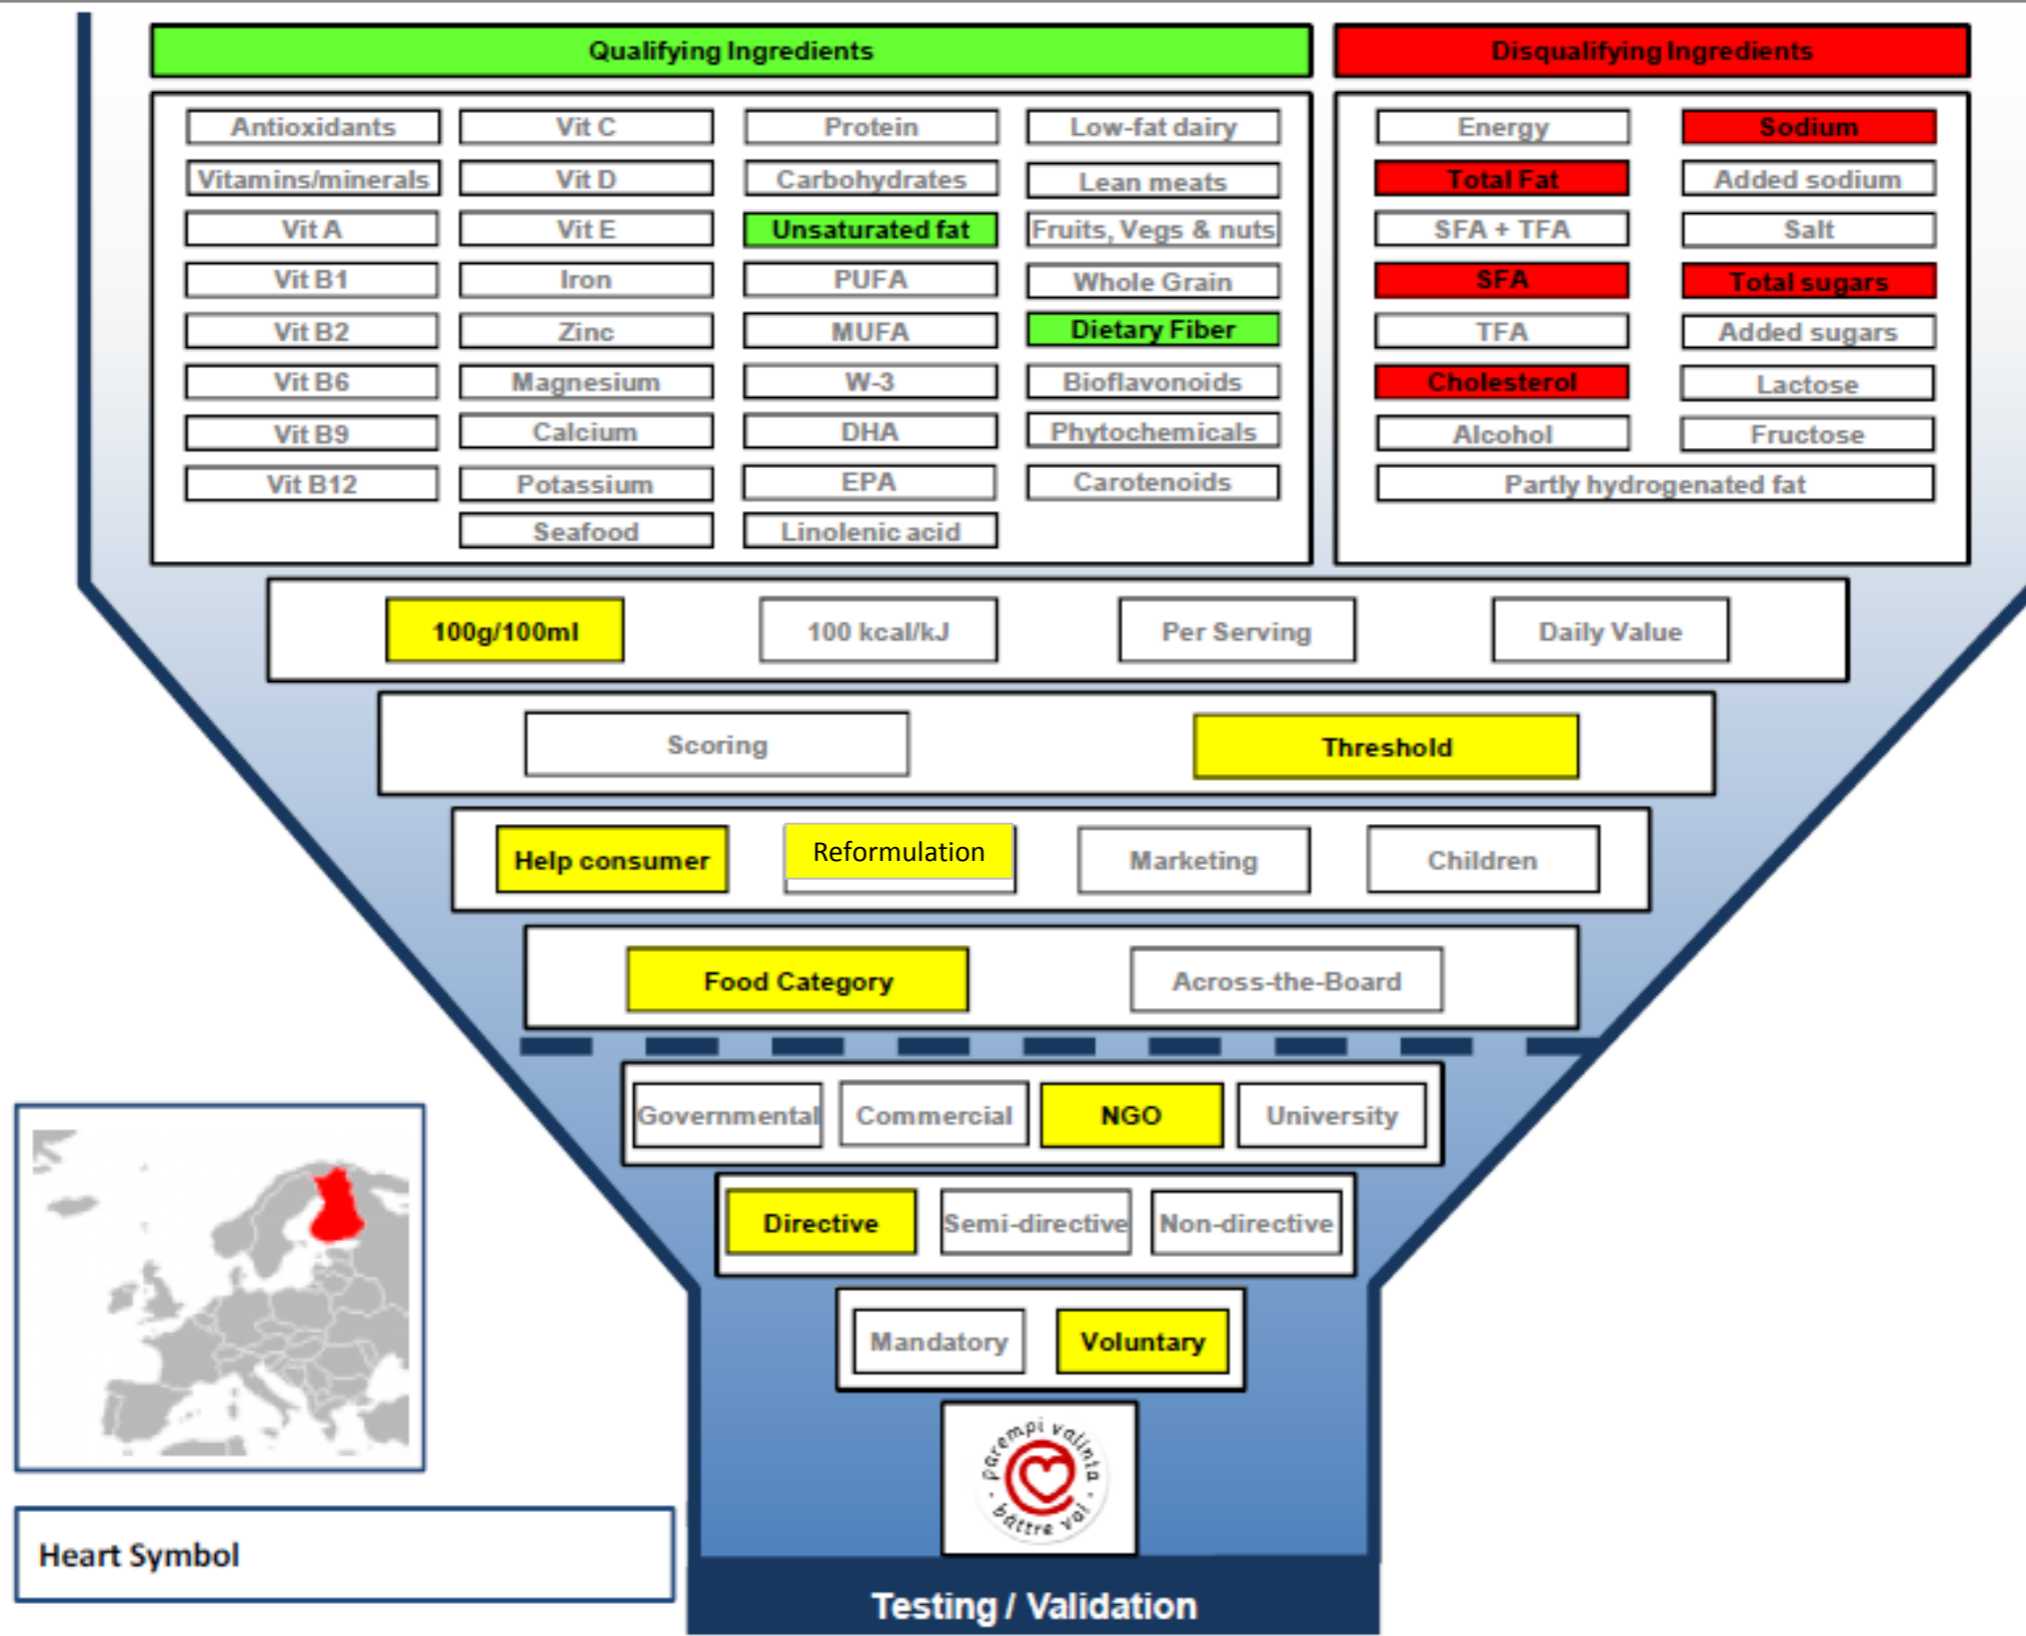 Qualifying Ingredients
Disqualifying Ingredients
Antioxidants Vit C Protein Low-fat dairy
Vitamins/minerals Vit D Carbohydrates Lean meats
Vit A Vit E Unsaturated fat Fruits, Vegs & nuts
Vit B1 Iron PUFA Whole Grain
Vit B2 Zinc MUFA Dietary Fiber
Vit B6 Magnesium W-3 Bioflavonoids
Vit B9 Calcium DHA Phytochemicals
Vit B12 Potassium EPA Carotenoids
Seafood Linolenic acid
Energy Sodium
Total Fat Added sodium
SFA + TFA Salt
SFA Total sugars
TFA Added sugars
Cholesterol Lactose
Alcohol Fructose
Partly hydrogenated fat
100g/100ml 100 kcal/kJ Per Serving Daily Value
Scoring Threshold
Help consumer Reformulation Marketing Children
Food Category Across-the-Board
Governmental Commercial NGO University
Directive Semi-directive Non-directive
Mandatory Voluntary
parempi valinta
bättre val
Heart Symbol
Testing / Validation